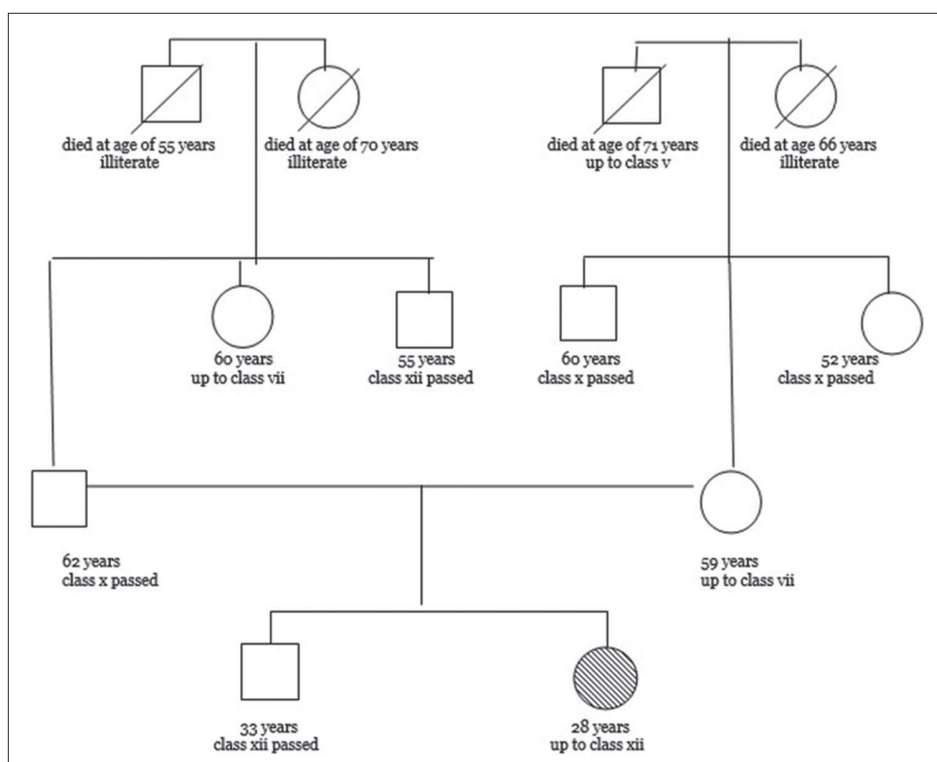 died at age of 55 years
illiterate
died at age of 70 years
illiterate
died at age of 71 years
up to class v
died at age 66 years
illiterate
60 years
up to class vii
55 years
class xii passed
60 years
class x passed
52 years
class x passed
62 years
class x passed
59 years
up to class vii
33 years
class xii passed
28 years
up to class xii